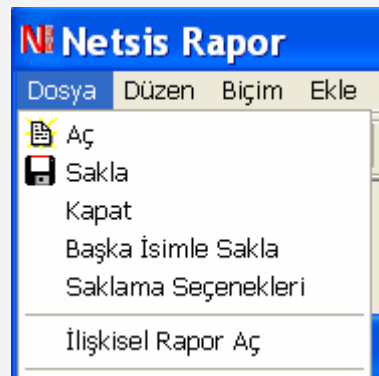 Netsis Rapor
Dosya Düzen Biçim Ekle
Aç
Sakla
Kapat
Başka İsimle Sakla
Saklama Seçenekleri
İlişkisel Rapor Aç